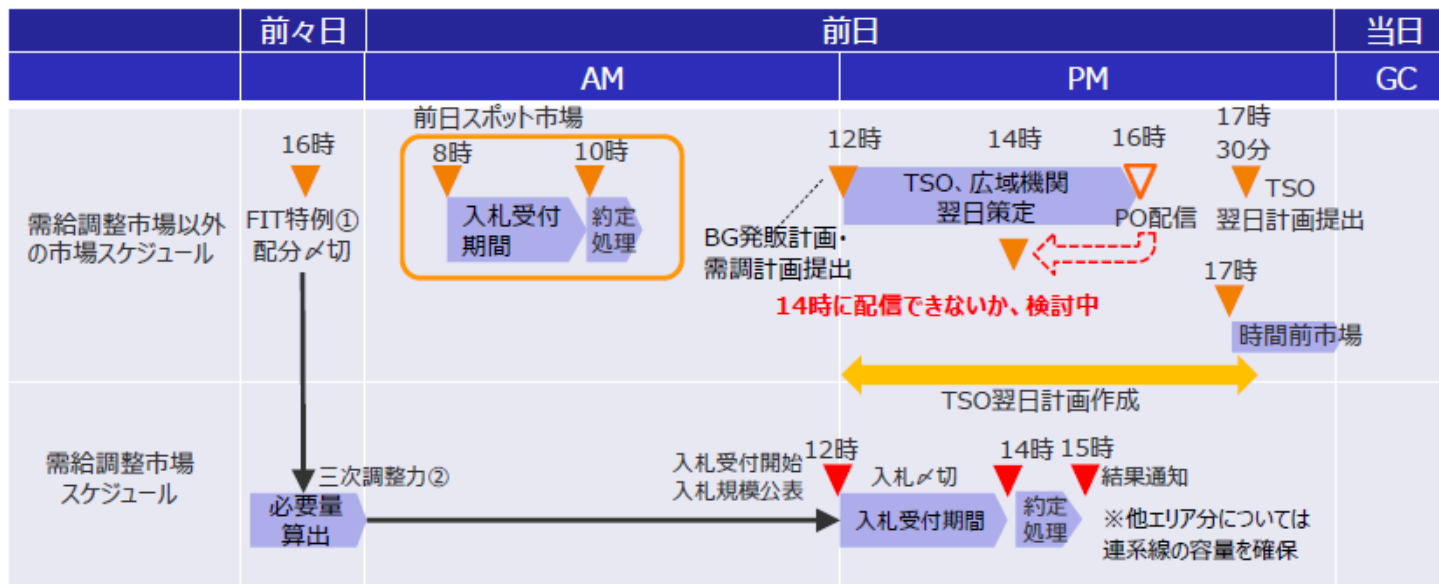 前々日
前日
当日
AM
PM
GC
需給調整市場以外
の市場スケジュール
16時
FIT特例①
配分〆切
前日スポット市場
8時
10時
入札受付
期間
約定
処理
12時
14時
16時
TSO、広域機関
翌日策定
BG発販計画・
需調計画提出
PO配信
14時に配信できないか、検討中
17時
30分
TSO
翌日計画提出
17時
時間前市場
TSO翌日計画作成
需給調整市場
スケジュール
三次調整力②
必要量
算出
入札受付開始
入札規模公表
12時
入札〆切
14時
15時
入札受付期間
約定
処理
結果通知
※他エリア分については
連系線の容量を確保